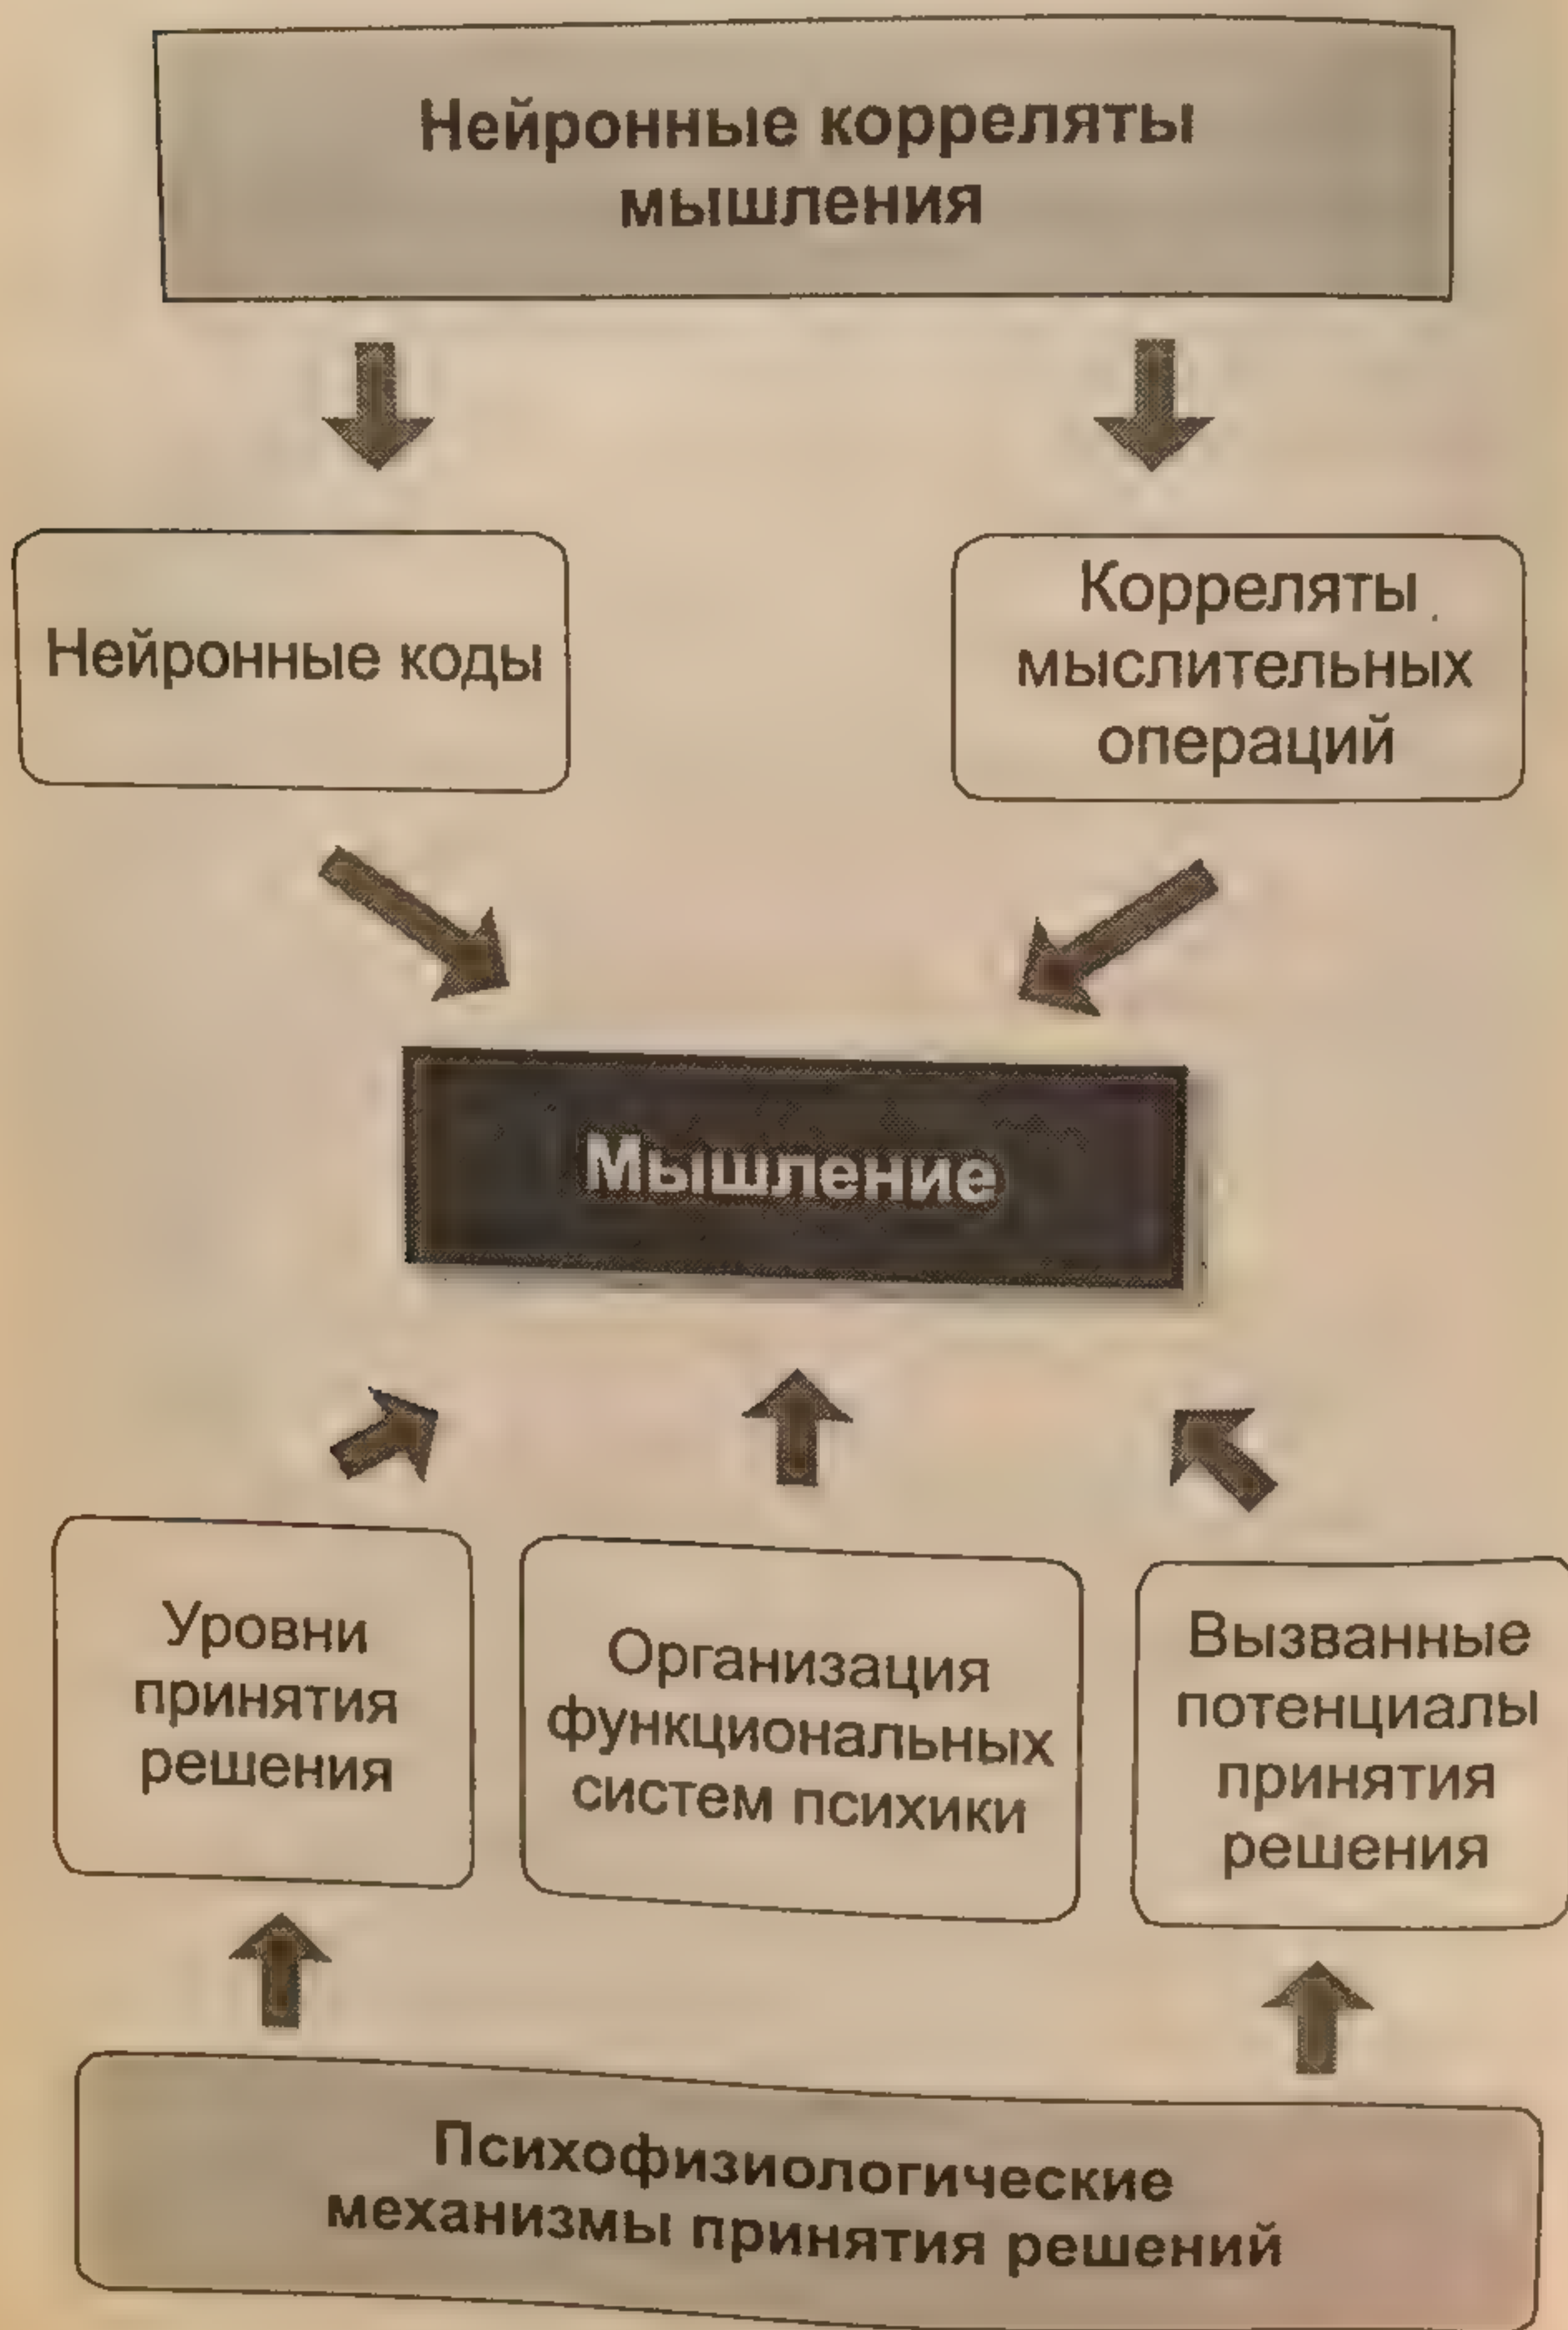 Нейронные корреляты
мышления
Нейронные коды
Корреляты
мыслительных
операций
Мышление
Уровни
принятия
решения
Организация
функциональных
систем психики
Вызванные
потенциалы
принятия
решения
Психофизиологические
механизмы принятия решений